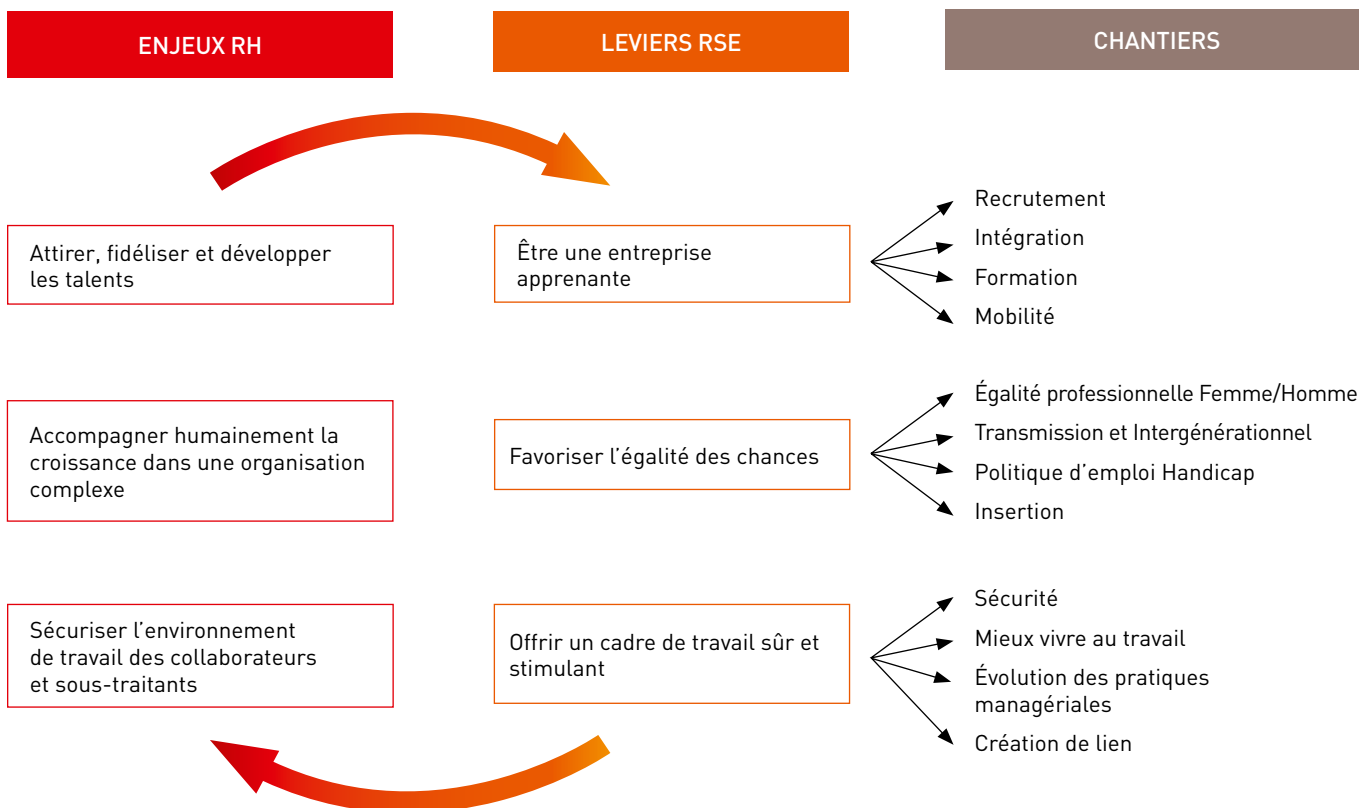 ENJEUX RH
LEVIERS RSE
CHANTIERS
Attirer, fidéliser et développer
les talents
Être une entreprise
apprenante
Recrutement
Intégration
Formation
Mobilité
Accompagner humainement la
croissance dans une organisation
complexe
Favoriser l’égalité des chances
Égalité professionnelle Femme/Homme
Transmission et Intergénérationnel
Politique d’emploi Handicap
Insertion
Sécuriser l’environnement
de travail des collaborateurs
et sous-traitants
Offrir un cadre de travail sûr et
stimulant
Sécurité
Mieux vivre au travail
Évolution des pratiques
managériales
Création de lien